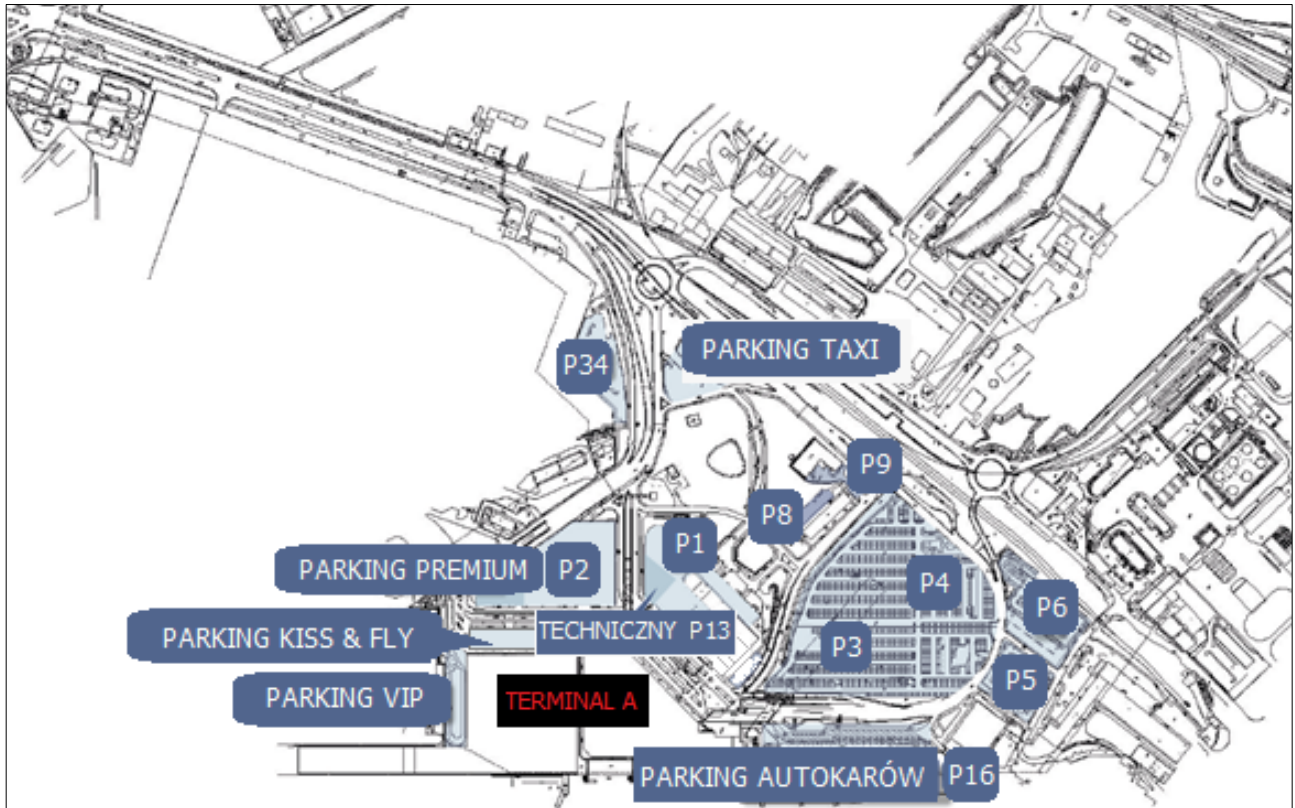 PARKING TAXI
P34
P9
P8
P1
PARKING PREMIUM
P2
P4
P6
TECHNICZNY P13
PARKING KISS & FLY
P3
P5
PARKING VIP
TERMINAL A
PARKING AUTOKARÓW
P16